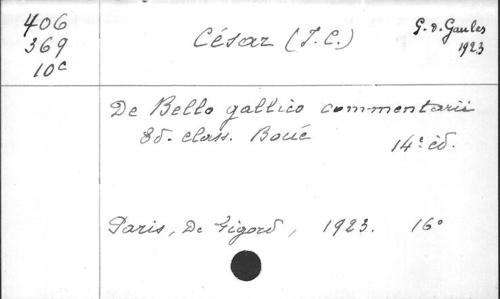 406
369
10c
César (J. C.)
G. d. Gaules
1923
De Bello gallico commentarii
Ed. class. Boué
14e éd.
Paris, De Gigord, 1923. 16°